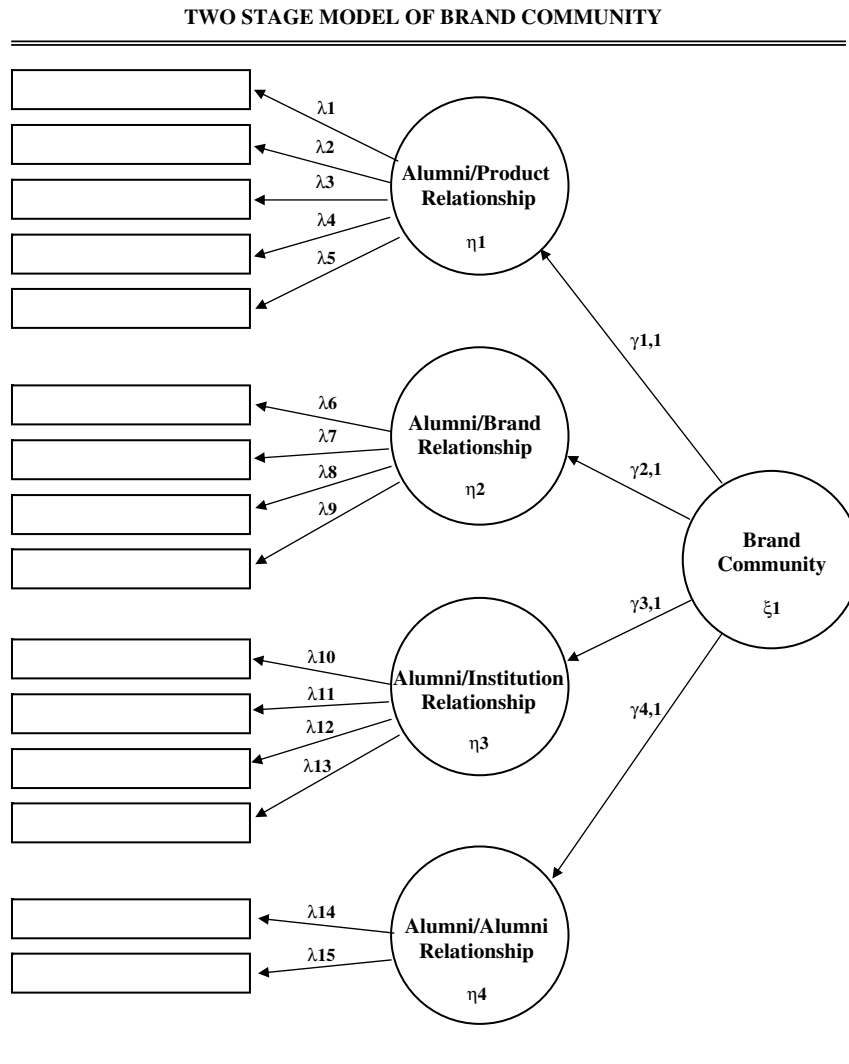 TWO STAGE MODEL OF BRAND COMMUNITY
λ1
λ2
λ3
λ4
λ5
Alumni/Product
Relationship
η1
γ1,1
λ6
λ7
λ8
λ9
Alumni/Brand
Relationship
η2
γ2,1
Brand
Community
ξ1
γ3,1
λ10
λ11
λ12
λ13
Alumni/Institution
Relationship
η3
γ4,1
λ14
λ15
Alumni/Alumni
Relationship
η4